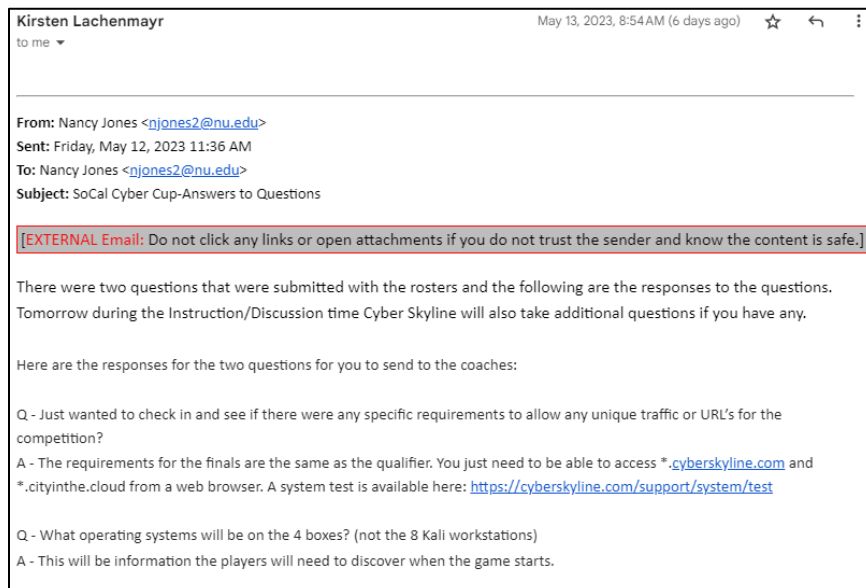 Kirsten Lachenmayr May 13, 2023, 8:54 AM (6 days ago)
to me
From: Nancy Jones <njones2@nu.edu>
Sent: Friday, May 12, 2023 11:36 AM
To: Nancy Jones <njones2@nu.edu>
Subject: SoCal Cyber Cup-Answers to Questions
[EXTERNAL Email: Do not click any links or open attachments if you do not trust the sender and know the content is safe.]
There were two questions that were submitted with the rosters and the following are the responses to the questions.
Tomorrow during the Instruction/Discussion time Cyber Skyline will also take additional questions if you have any.
Here are the responses for the two questions for you to send to the coaches:
Q - Just wanted to check in and see if there were any specific requirements to allow any unique traffic or URL's for the
competition?
A - The requirements for the finals are the same as the qualifier. You just need to be able to access *.cyberskyline.com and
*.cityinthe.cloud from a web browser. A system test is available here: https://cyberskyline.com/support/system/test
Q - What operating systems will be on the 4 boxes? (not the 8 Kali workstations)
A - This will be information the players will need to discover when the game starts.